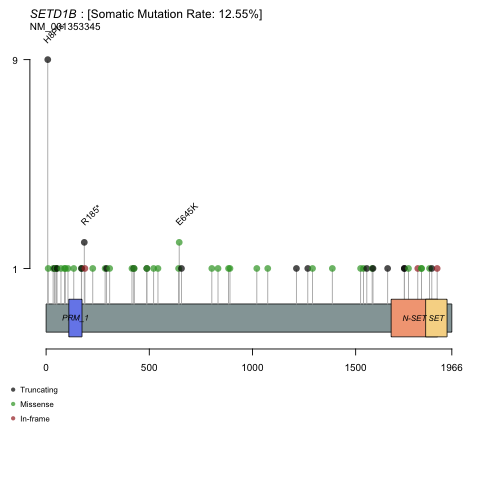 SETD1B : [Somatic Mutation Rate: 12.55%]
NM_001353345
9
R185*
E645K
1
PRM_1
N-SET
SET
0
500
1000
1500
1966
Truncating
Missense
In-frame